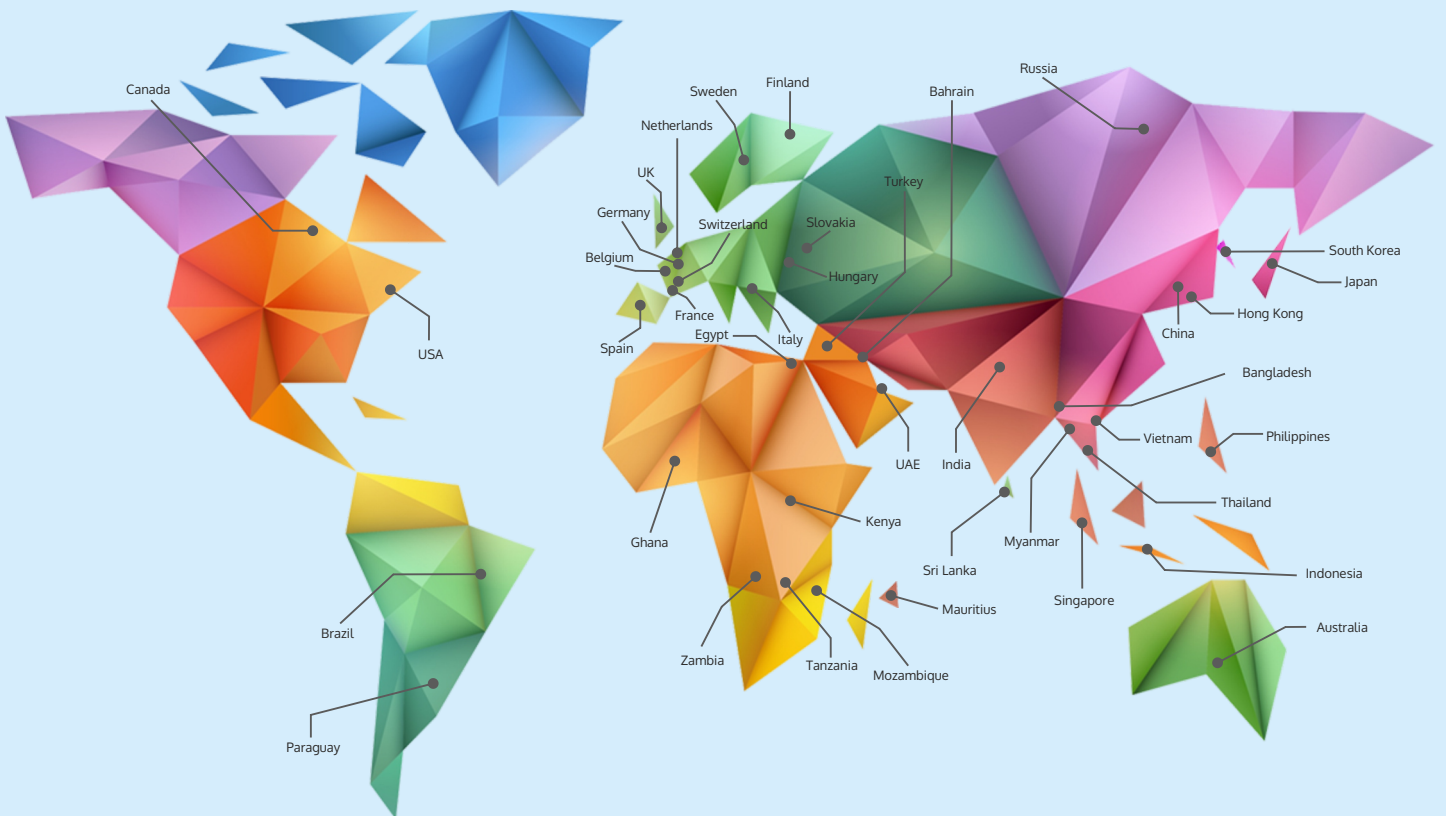 Russia
Finland
Canada
Sweden
Bahrain
Netherlands
UK
Turkey
Germany
Switzerland
Slovakia
South Korea
Belgium
Hungary
Japan
France
Hong Kong
Egypt
China
Spain
Italy
USA
Bangladesh
Philippines
Vietnam
UAE
India
Thailand
Kenya
Ghana
Myanmar
Sri Lanka
Indonesia
Singapore
Mauritius
Australia
Brazil
Zambia
Tanzania
Mozambique
Paraguay